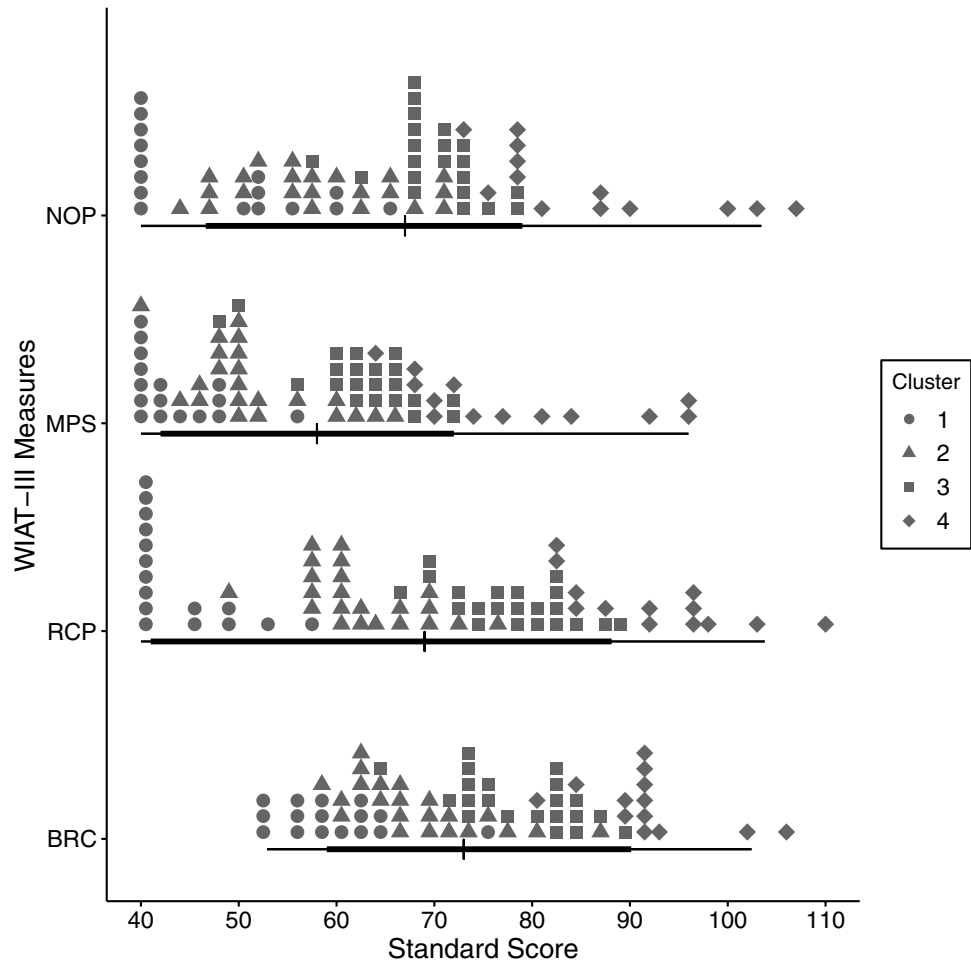 NOP
MPS
RCP
BRC
WIAT−III Measures
40 50 60 70 80 90 100 110
Standard Score
Cluster
1
2
3
4